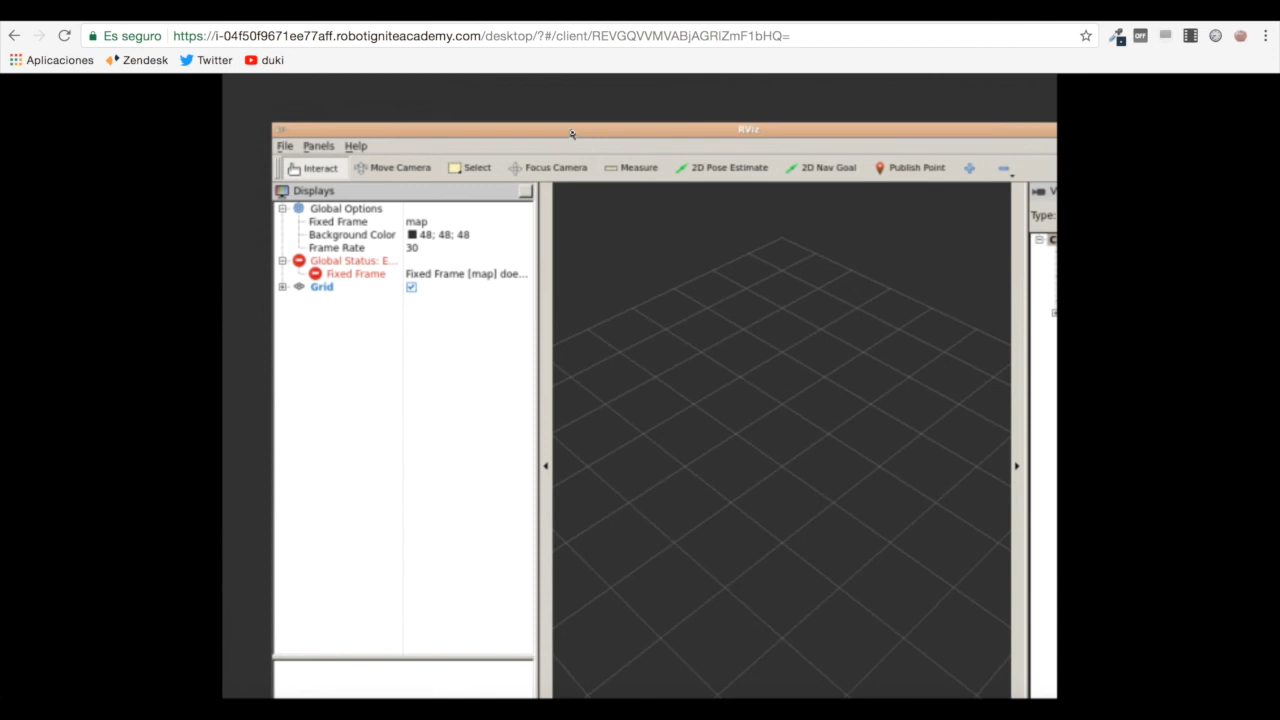 Es seguro https://i-04f50f9671ee77aff.robotigniteacademy.com/desktop/?#/client/REVGQVVMVABjAGRlZmF1bHQ=
OFF
Aplicaciones Zendesk Twitter duki
RViz
File Panels Help
Interact Move Camera Select Focus Camera Measure 2D Pose Estimate 2D Nav Goal Publish Point
Displays
Type:
Global Options
Fixed Frame map
Background Color 48; 48; 48
Frame Rate 30
Global Status: E...
Fixed Frame Fixed Frame [map] doe...
Grid